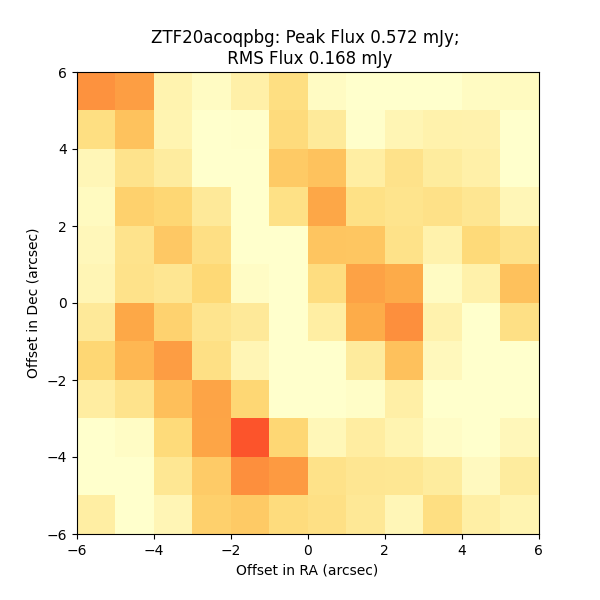 ZTF20acoqpbg: Peak Flux 0.572 mJy;
RMS Flux 0.168 mJy
6
4
2
0
−2
−4
−6
Offset in Dec (arcsec)
−6 −4 −2 0 2 4 6
Offset in RA (arcsec)